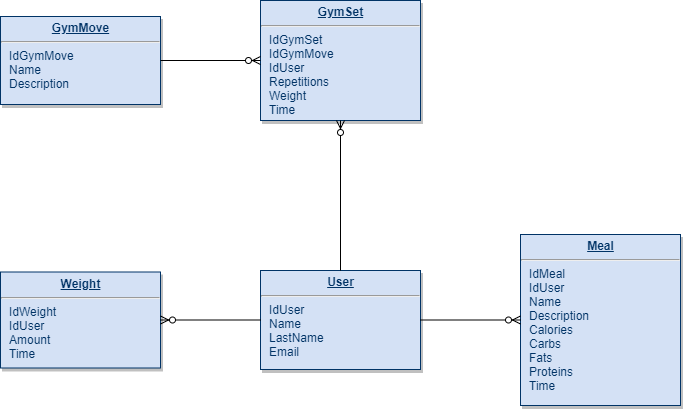 GymMove
IdGymMove
Name
Description
GymSet
IdGymSet
IdGymMove
IdUser
Repetitions
Weight
Time
Weight
IdWeight
IdUser
Amount
Time
User
IdUser
Name
LastName
Email
Meal
IdMeal
IdUser
Name
Description
Calories
Carbs
Fats
Proteins
Time